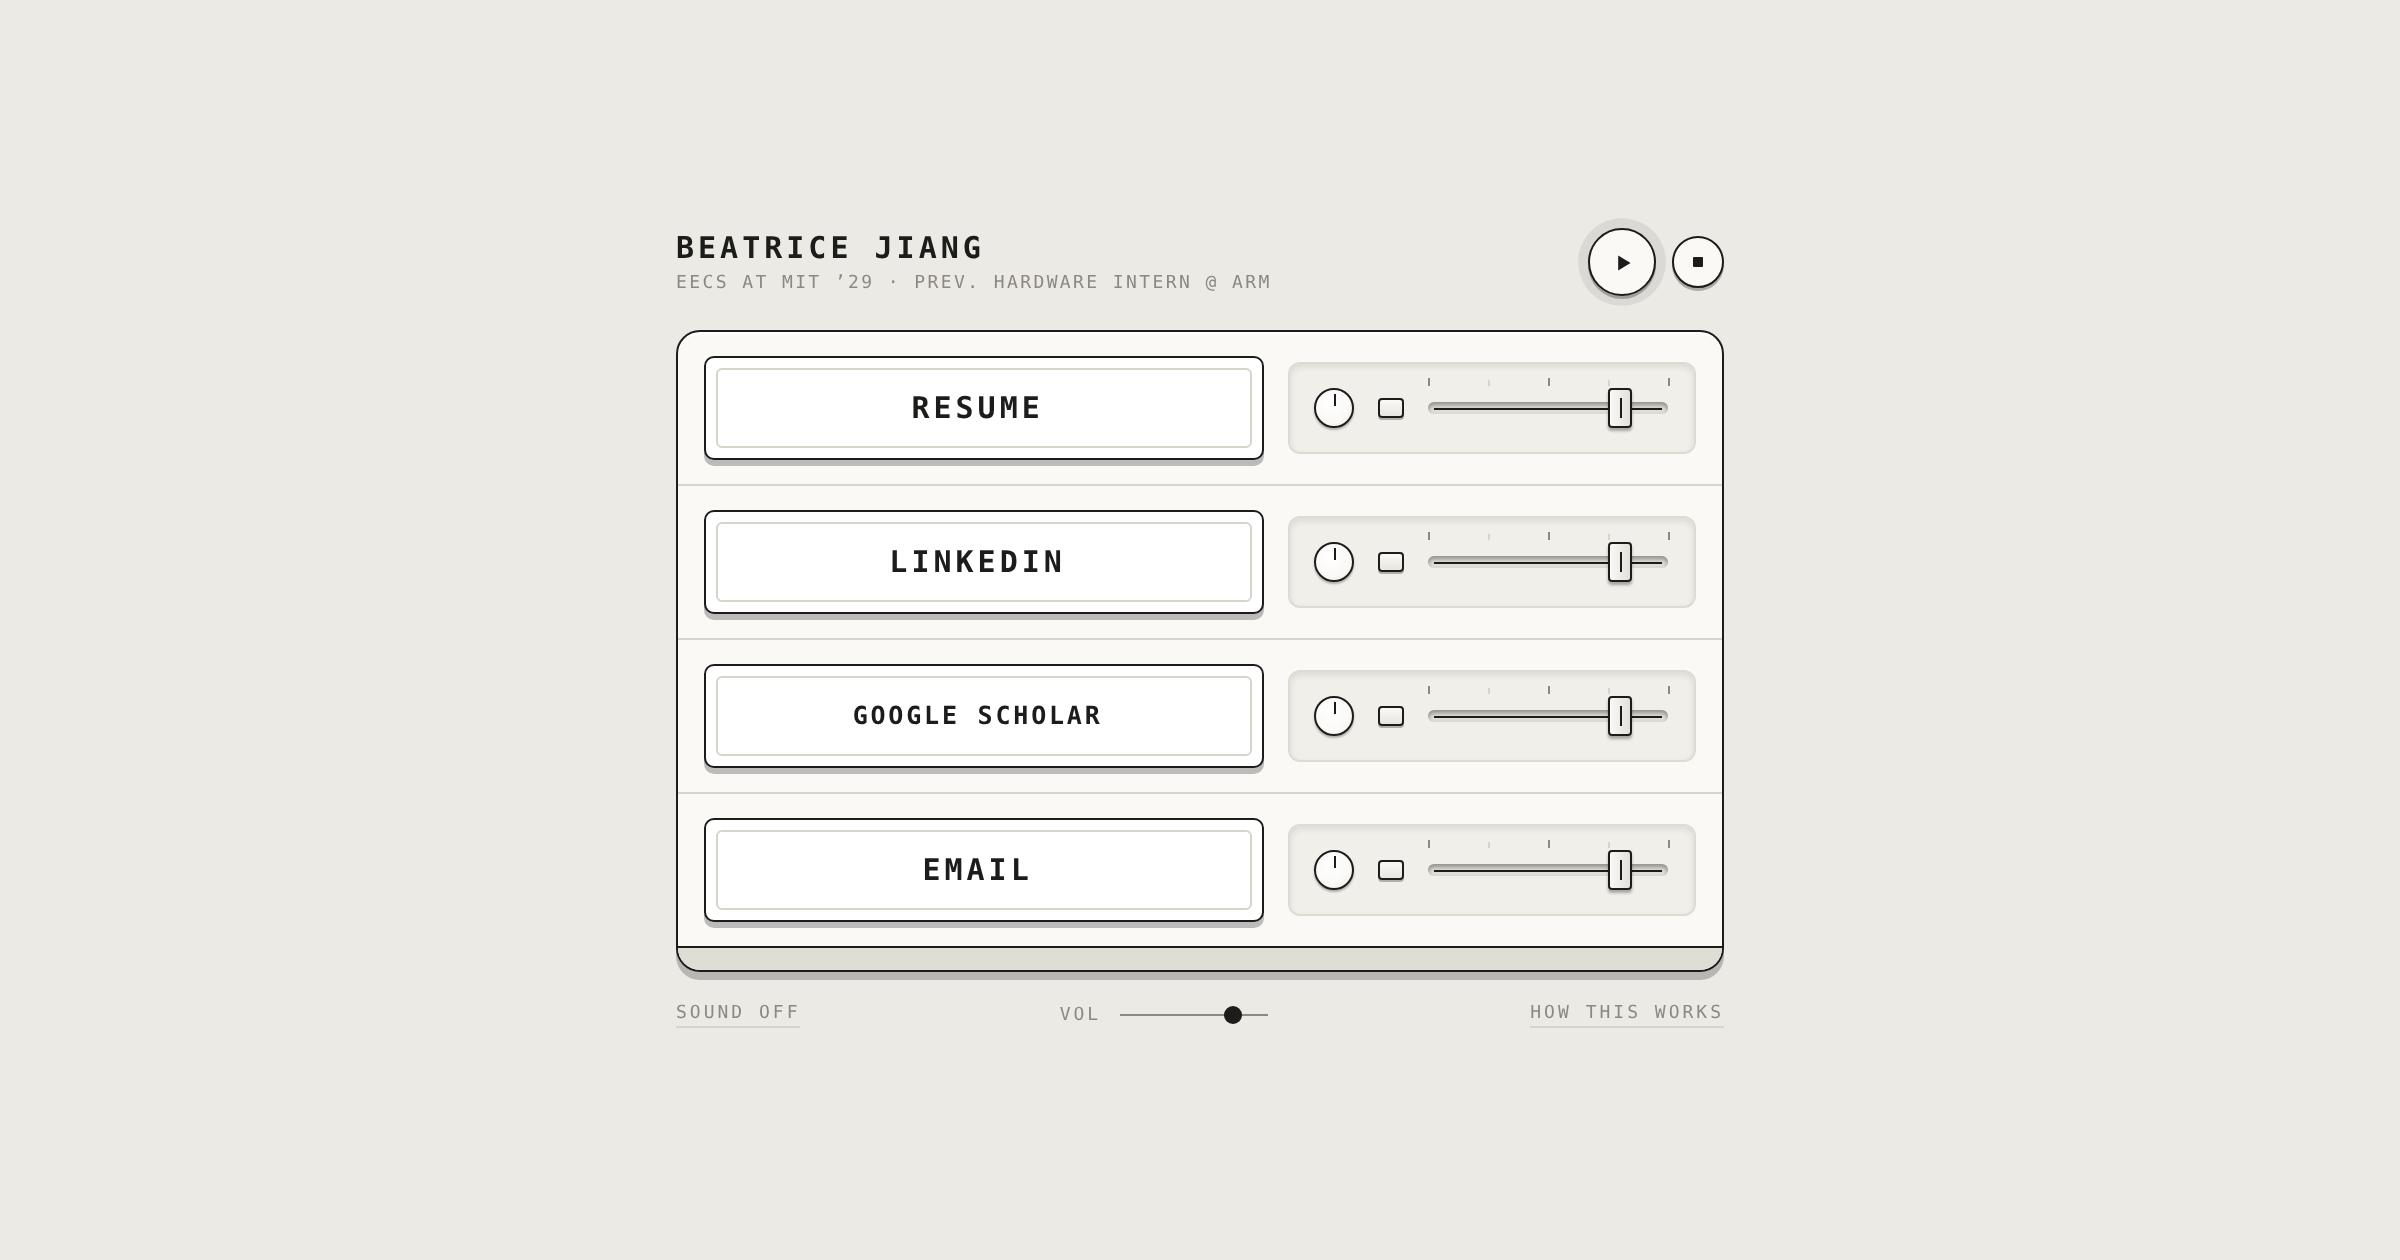 BEATRICE JIANG
EECS AT MIT ’29 · PREV. HARDWARE INTERN @ ARM
RESUME
LINKEDIN
GOOGLE SCHOLAR
EMAIL
SOUND OFF
VOL
HOW THIS WORKS